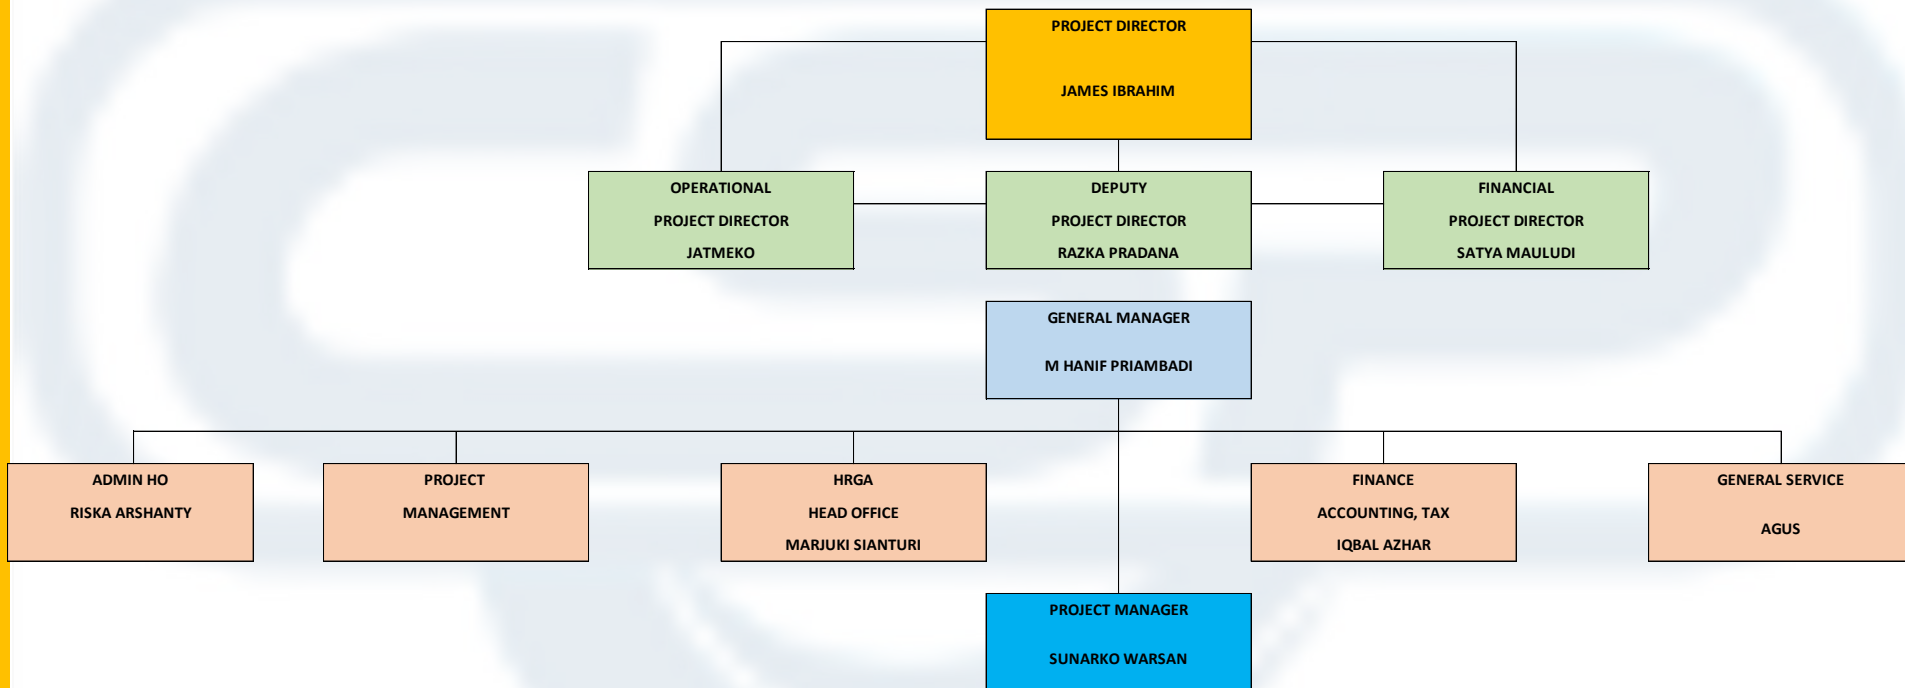 PROJECT DIRECTOR
JAMES IBRAHIM
OPERATIONAL
PROJECT DIRECTOR
JATMEKO
DEPUTY
PROJECT DIRECTOR
RAZKA PRADANA
FINANCIAL
PROJECT DIRECTOR
SATYA MAULUDI
GENERAL MANAGER
M HANIF PRIAMBADI
ADMIN HO
RISKA ARSHANTY
PROJECT
MANAGEMENT
HRGA
HEAD OFFICE
MARJUKI SIANTURI
FINANCE
ACCOUNTING, TAX
IQBAL AZHAR
GENERAL SERVICE
AGUS
PROJECT MANAGER
SUNARKO WARSAN